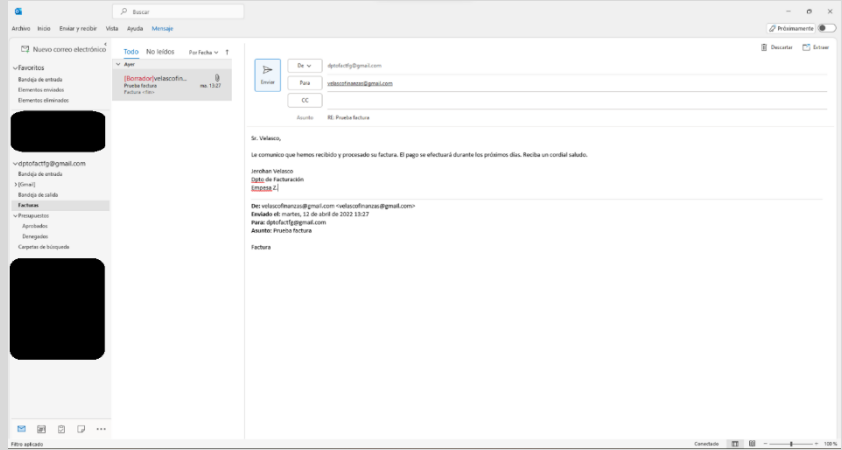 Buscar
Archivo Inicio Enviar y recibir Vista Ayuda Mensaje
Próximamente
Nuevo correo electrónico
Favoritos
Bandeja de entrada
Elementos enviados
Elementos eliminados
dptofactfg@gmail.com
Bandeja de entrada
[Gmail]
Bandeja de salida
Facturas
Presupuestos
Aprobados
Denegados
Carpetas de búsqueda
Filtro aplicado
Todo No leídos Por Fecha
Ayer
[Borrador]velascofin...
Prueba factura mar. 13:27
Factura <fin>
Descartar Extraer
Enviar
De dptofactfg@gmail.com
Para velascofinanzas@gmail.com
CC
Asunto RE: Prueba factura
Sr. Velasco,
Le comunico que hemos recibido y procesado su factura. El pago se efectuará durante los próximos días. Reciba un cordial saludo.
Jerohan Velasco
Dpto de Facturación
Empesa Z.
De: velascofinanzas@gmail.com <velascofinanzas@gmail.com>
Enviado el: martes, 12 de abril de 2022 13:27
Para: dptofactfg@gmail.com
Asunto: Prueba factura
Factura
Conectado 100%